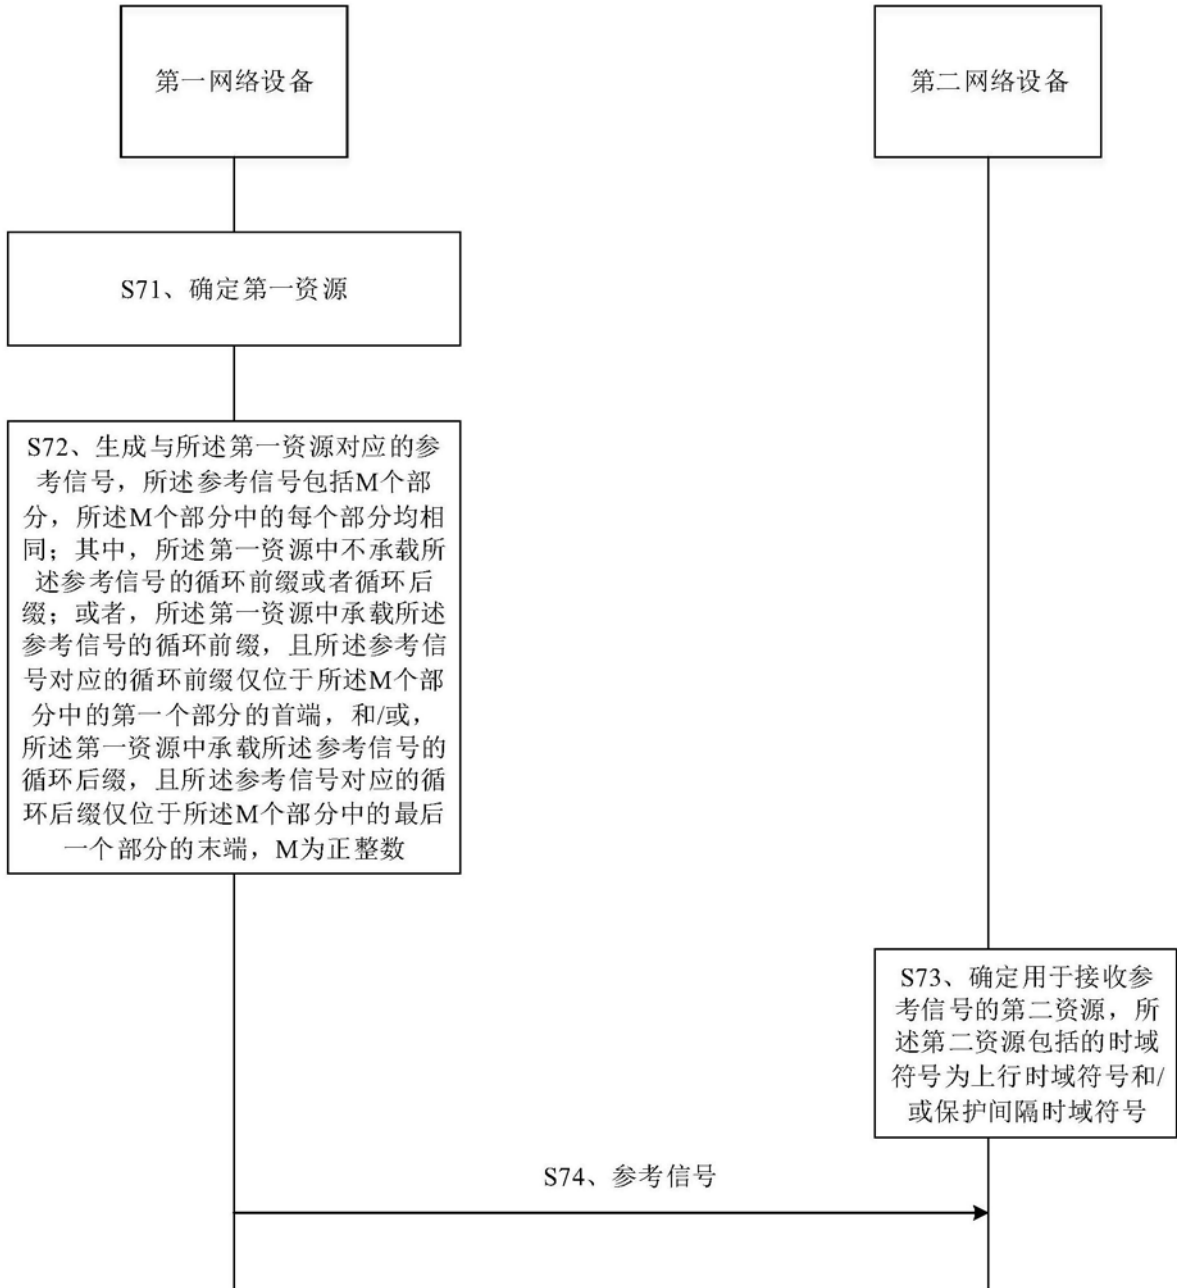 第一网络设备
第二网络设备
S71、确定第一资源
S72、生成与所述第一资源对应的参
考信号，所述参考信号包括M个部
分，所述M个部分中的每个部分均相
同；其中，所述第一资源中不承载所
述参考信号的循环前缀或者循环后
缀；或者，所述第一资源中承载所述
参考信号的循环前缀，且所述参考信
号对应的循环前缀仅位于所述M个部
分中的第一个部分的首端，和/或，
所述第一资源中承载所述参考信号的
循环后缀，且所述参考信号对应的循
环后缀仅位于所述M个部分中的最后
一个部分的末端，M为正整数
S73、确定用于接收参
考信号的第二资源，所
述第二资源包括的时域
符号为上行时域符号和/
或保护间隔时域符号
S74、参考信号